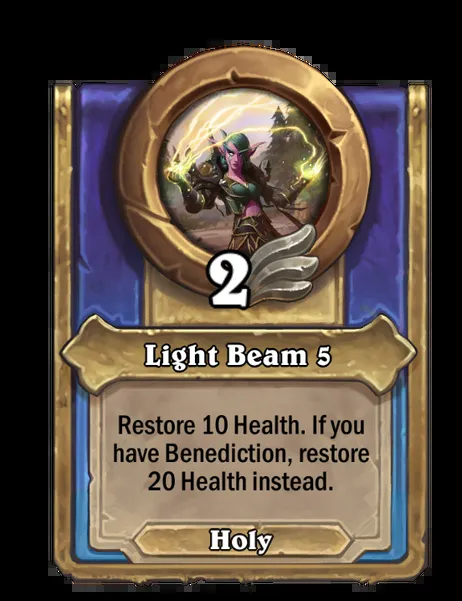 2
Light Beam 5
Restore 10 Health. If you
have Benediction, restore
20 Health instead.
Holy